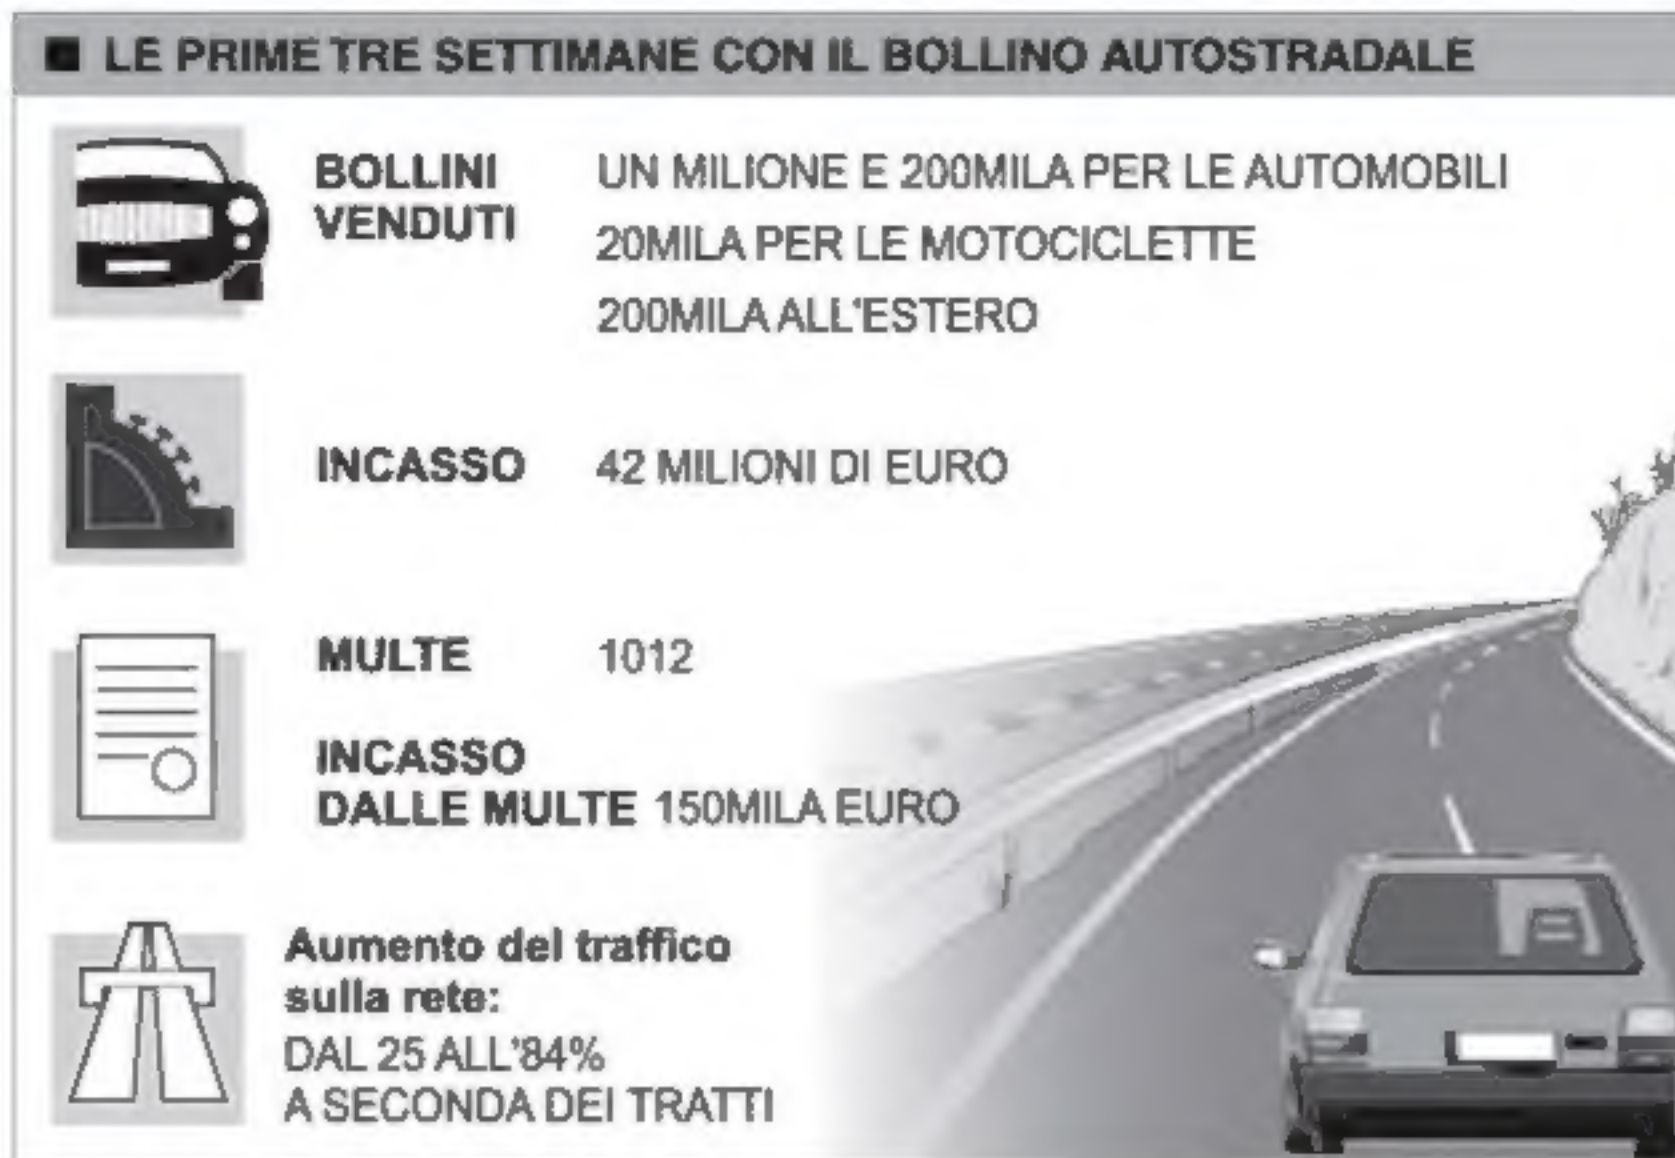 LE PRIME TRE SETTIMANE CON IL BOLLINO AUTOSTRADALE
BOLLINI VENDUTI
UN MILIONE E 200MILA PER LE AUTOMOBILI
20MILA PER LE MOTOCICLETTE
200MILA ALL'ESTERO
INCASSO 42 MILIONI DI EURO
MULTE 1012
INCASSO
DALLE MULTE 150MILA EURO
Aumento del traffico
sulla rete:
DAL 25 ALL'84%
A SECONDA DEI TRATTI